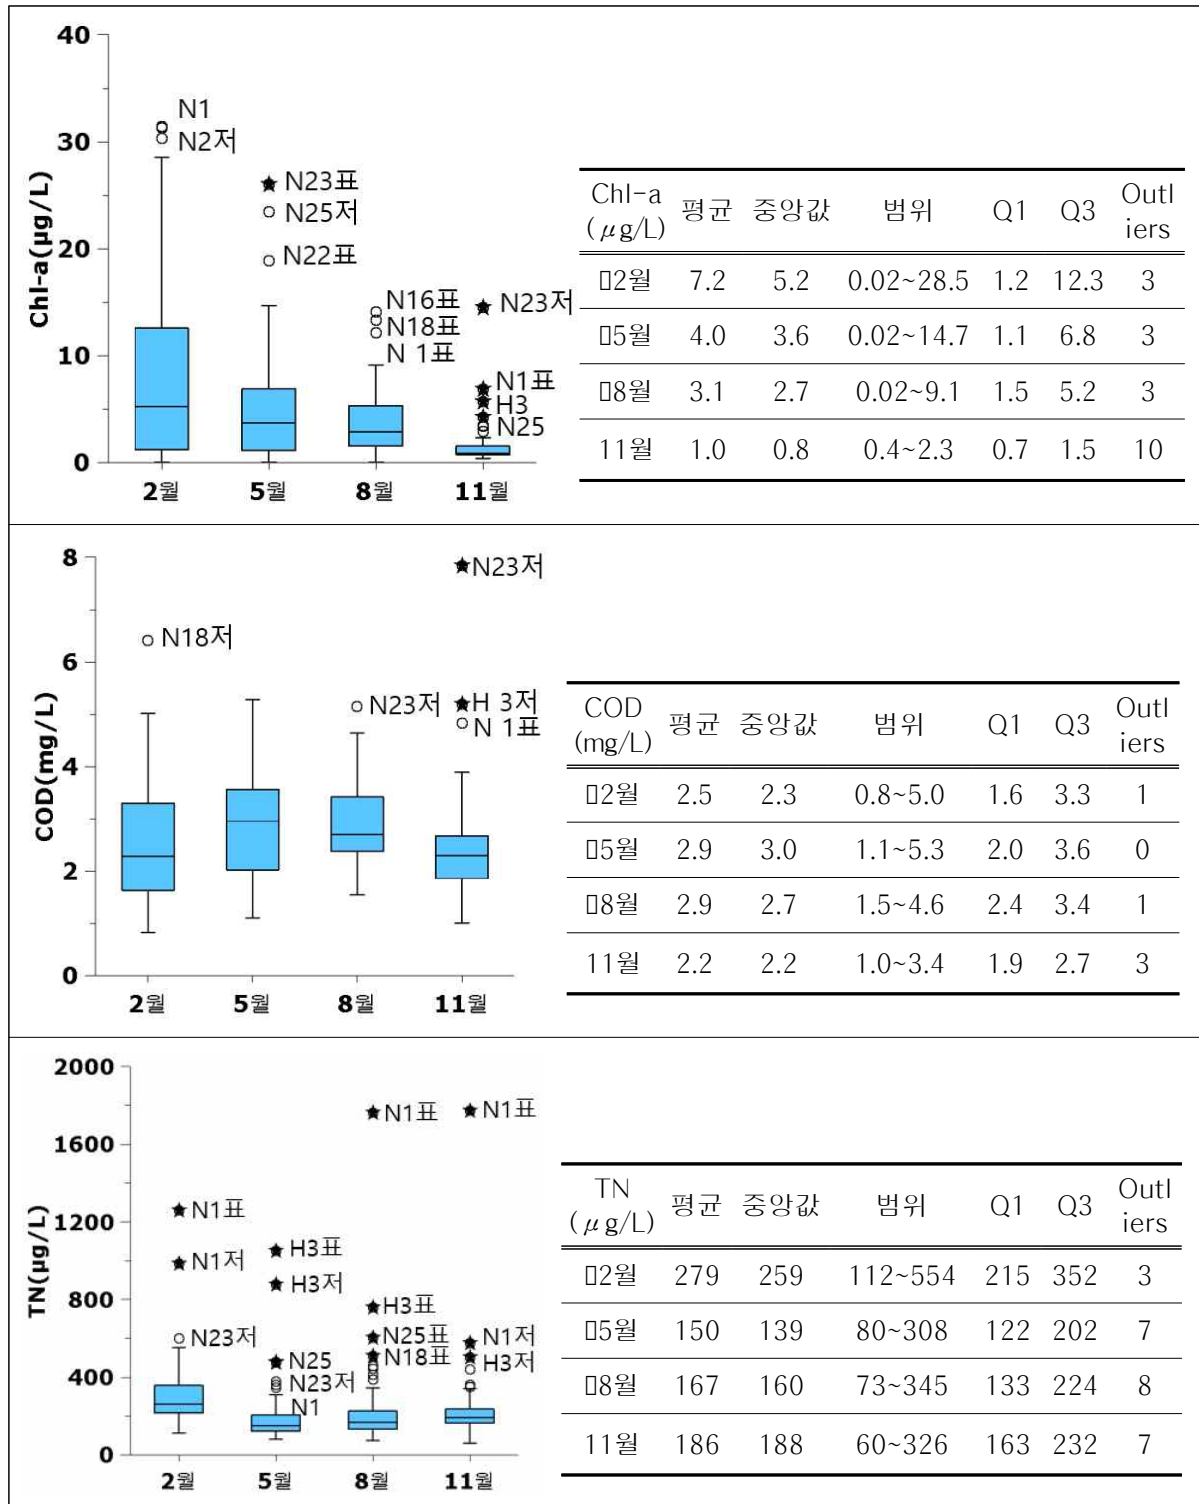 40
30
20
10
0
Chl-a(μg/L)
N1
N2저
N23표
N25저
N22표
N16표
N18표
N 1표
N23저
N1표
H3
N25
2월 5월 8월 11월
Chl-a (μg/L) 평균 중앙값 범위 Q1 Q3 Outl iers
▯2월 7.2 5.2 0.02~28.5 1.2 12.3 3
▯5월 4.0 3.6 0.02~14.7 1.1 6.8 3
▯8월 3.1 2.7 0.02~9.1 1.5 5.2 3
11월 1.0 0.8 0.4~2.3 0.7 1.5 10
8
6
4
2
0
COD(mg/L)
N18저
N23저
N23저
H 3저
N 1표
2월 5월 8월 11월
COD (mg/L) 평균 중앙값 범위 Q1 Q3 Outl iers
▯2월 2.5 2.3 0.8~5.0 1.6 3.3 1
▯5월 2.9 3.0 1.1~5.3 2.0 3.6 0
▯8월 2.9 2.7 1.5~4.6 2.4 3.4 1
11월 2.2 2.2 1.0~3.4 1.9 2.7 3
2000
1600
1200
800
400
0
TN(μg/L)
N1표
N1저
N23저
H3표
H3저
N25
N23저
N1
N1표
H3표
N25표
N18표
N1표
N1저
H3저
2월 5월 8월 11월
TN (μg/L) 평균 중앙값 범위 Q1 Q3 Outl iers
▯2월 279 259 112~554 215 352 3
▯5월 150 139 80~308 122 202 7
▯8월 167 160 73~345 133 224 8
11월 186 188 60~326 163 232 7